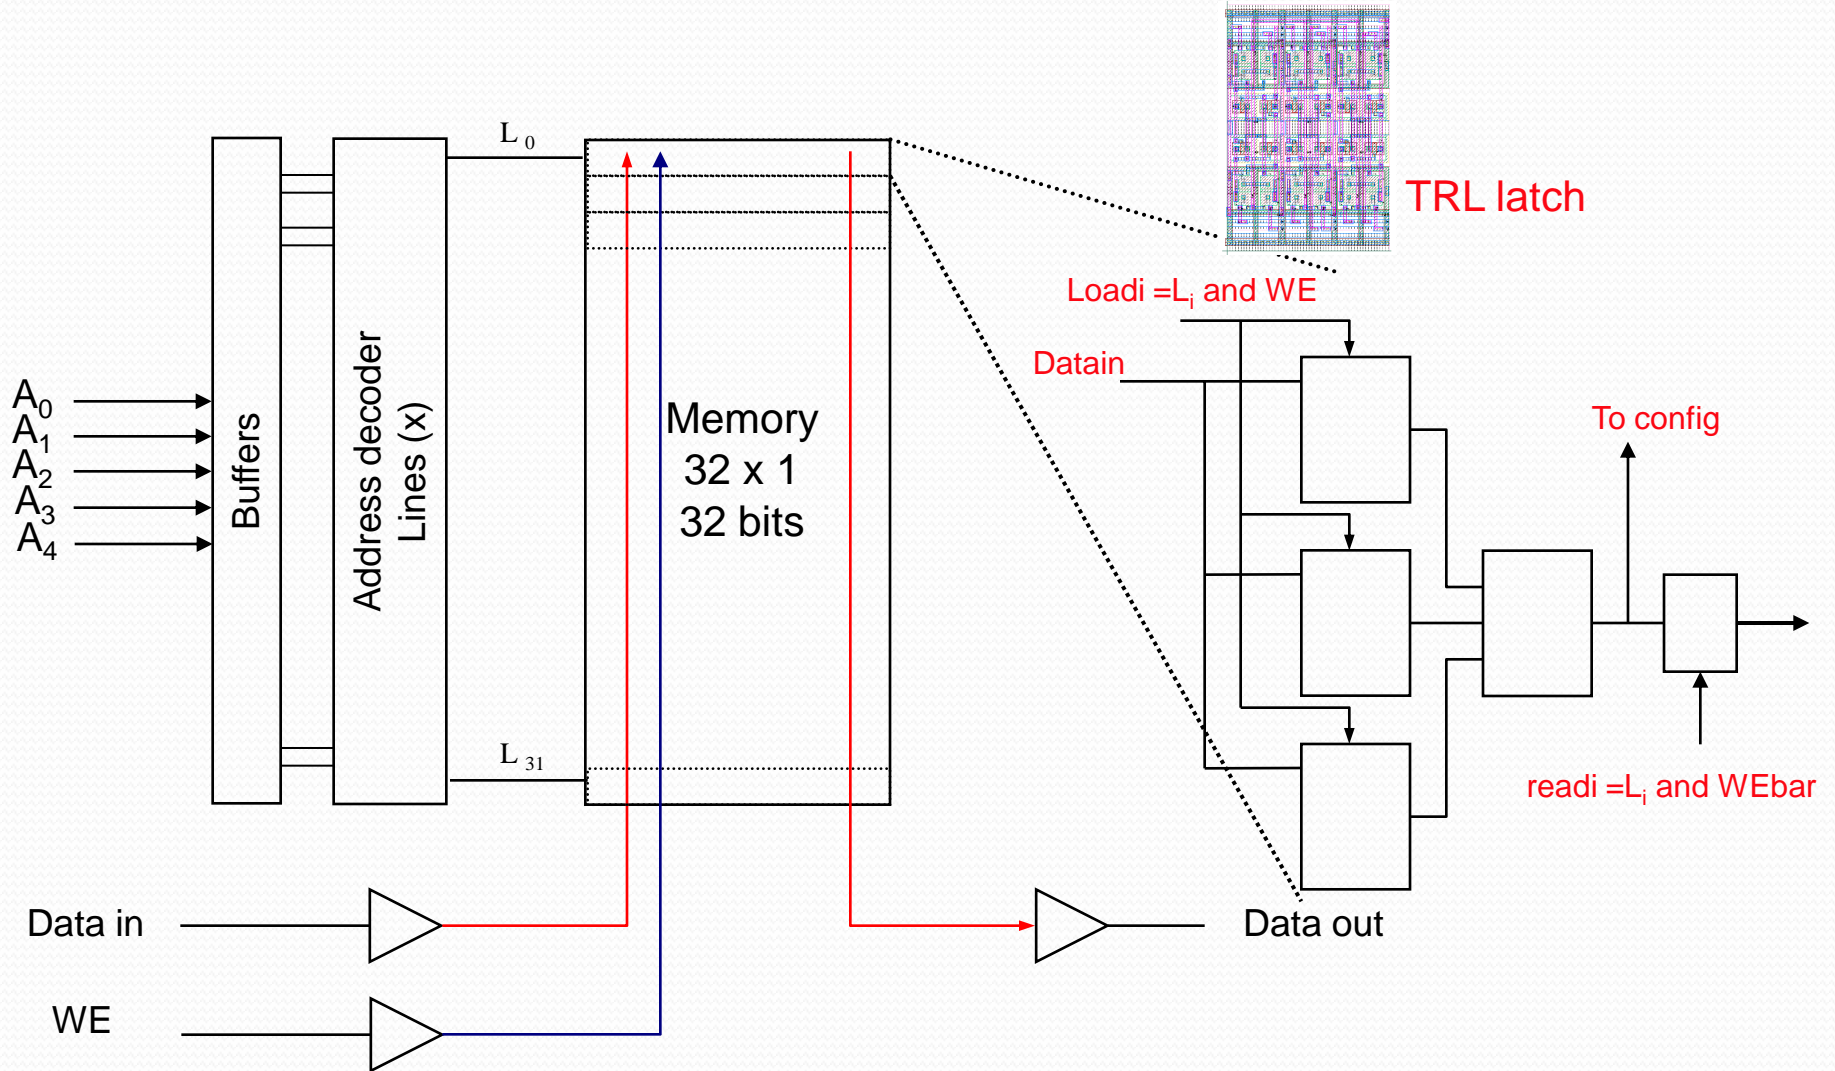 TRL latch
L 0
Loadi =Li and WE
Datain
To config
A0
A1
A2
A3
A4
Buffers
Address decoder
Lines (x)
Memory
32 x 1
32 bits
L 31
readi =Li and WEbar
Data in
Data out
WE